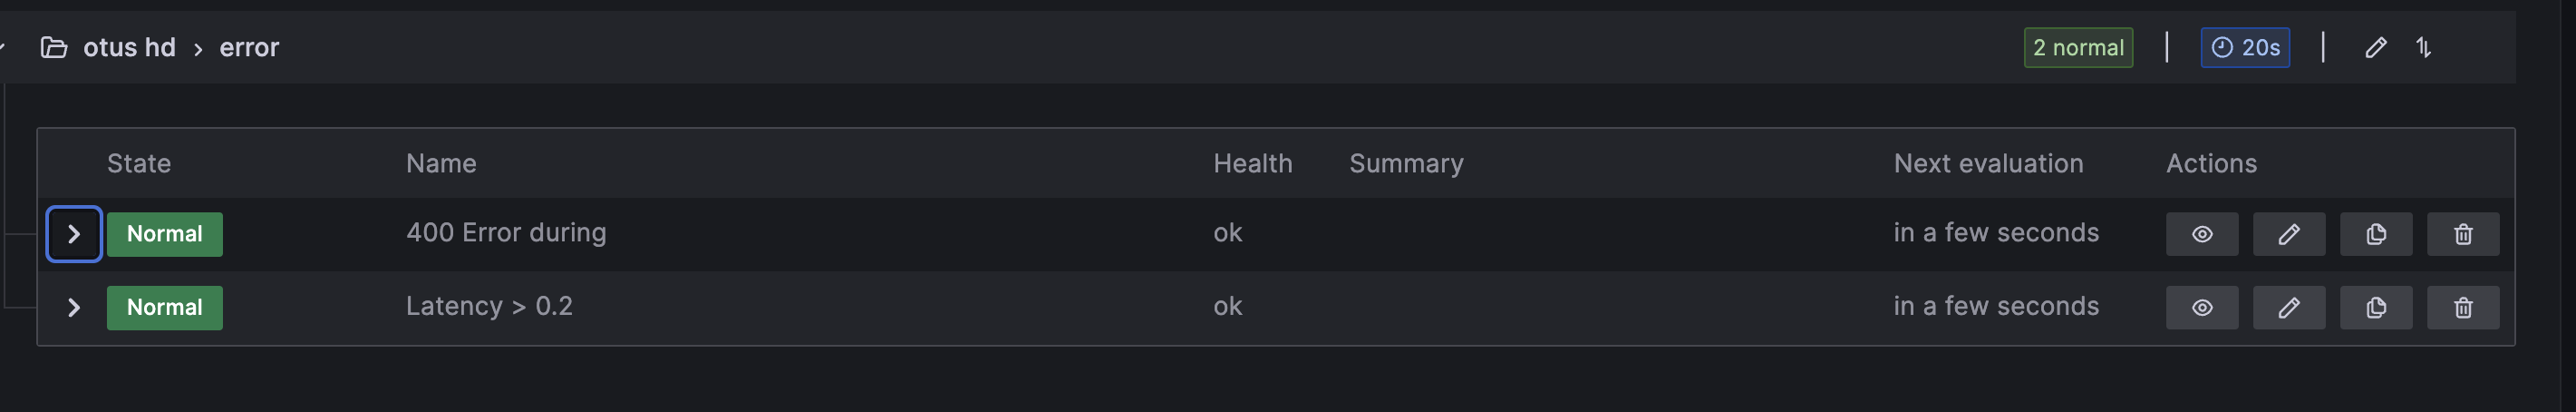 otus hd > error 2 normal | 20s |
State Name Health Summary Next evaluation Actions
Normal 400 Error during ok in a few seconds
Normal Latency > 0.2 ok in a few seconds